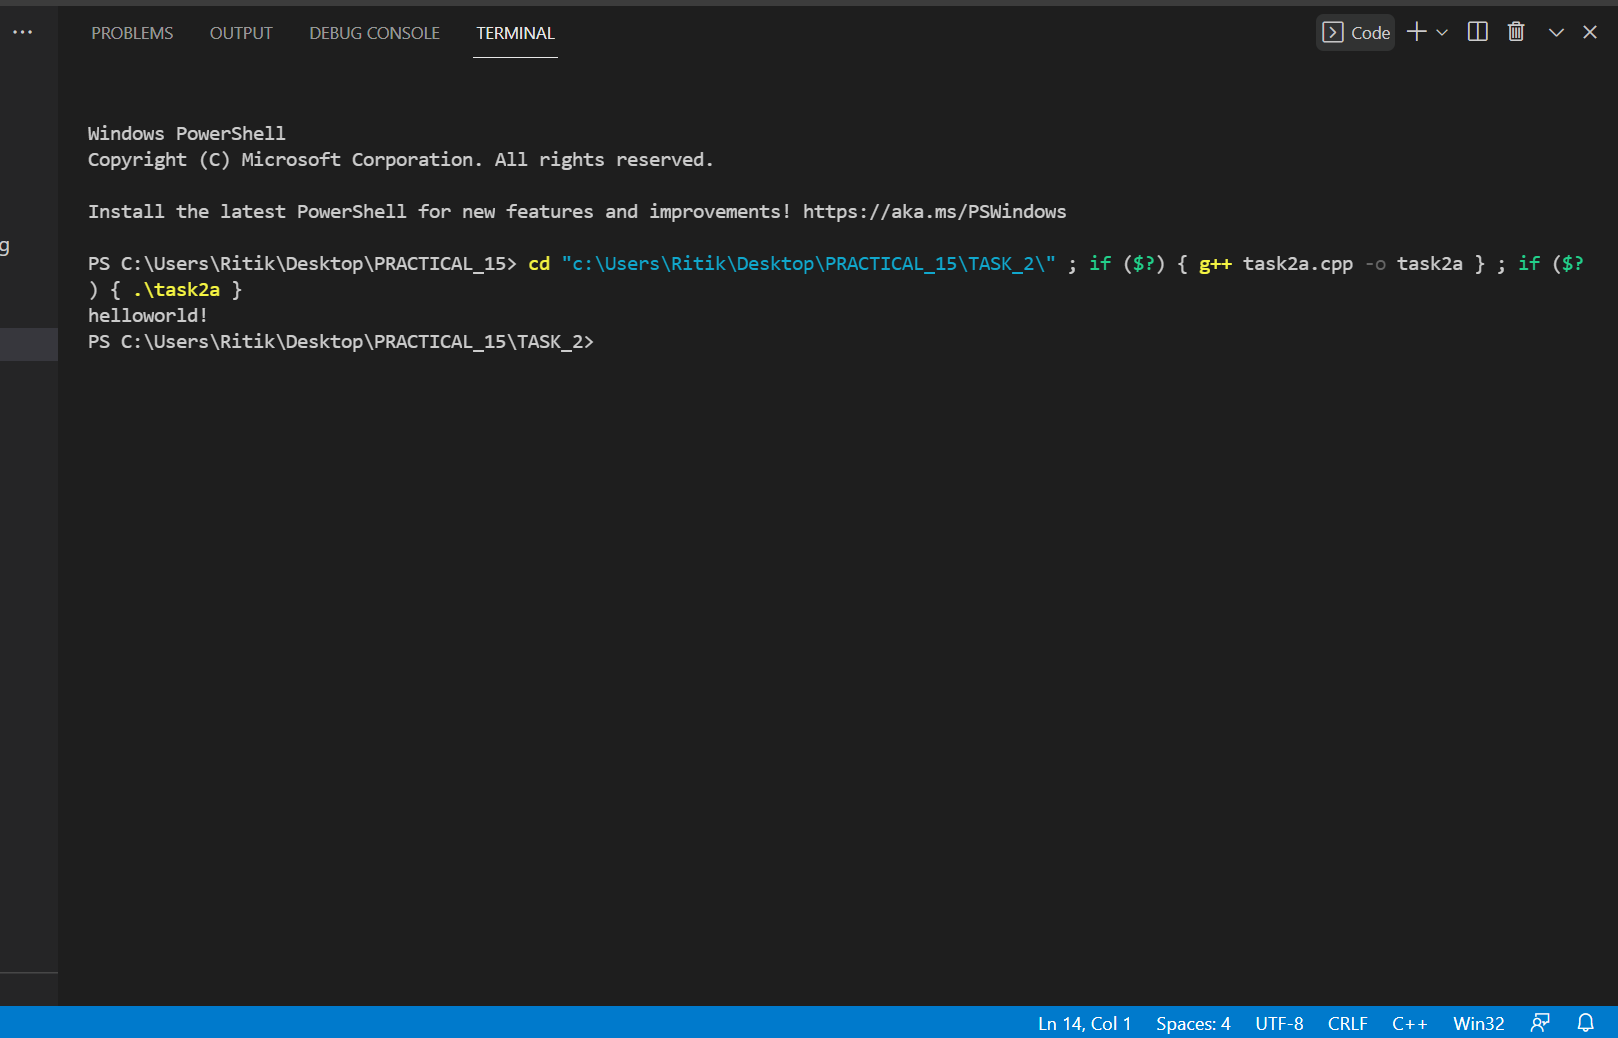 PROBLEMS OUTPUT DEBUG CONSOLE TERMINAL Code
Windows PowerShell
Copyright (C) Microsoft Corporation. All rights reserved.
Install the latest PowerShell for new features and improvements! https://aka.ms/PSWindows
g
PS C:\Users\Ritik\Desktop\PRACTICAL_15> cd "c:\Users\Ritik\Desktop\PRACTICAL_15\TASK_2\" ; if ($?) { g++ task2a.cpp -o task2a } ; if ($?
) { .\task2a }
helloworld!
PS C:\Users\Ritik\Desktop\PRACTICAL_15\TASK_2>
Ln 14, Col 1 Spaces: 4 UTF-8 CRLF C++ Win32